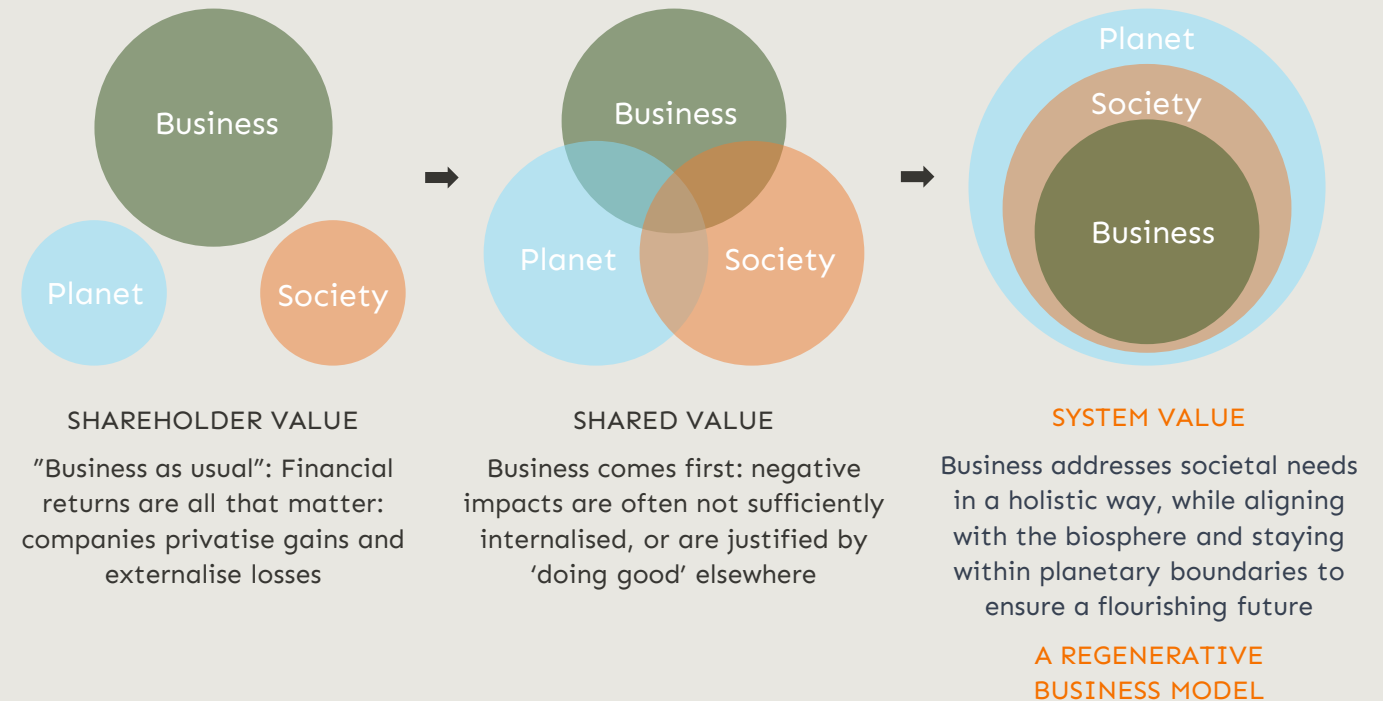 Business
Planet
Society
SHAREHOLDER VALUE
”Business as usual”: Financial
returns are all that matter:
companies privatise gains and
externalise losses
Business
Planet
Society
SHARED VALUE
Business comes first: negative
impacts are often not sufficiently
internalised, or are justified by
‘doing good’ elsewhere
Planet
Society
Business
SYSTEM VALUE
Business addresses societal needs
in a holistic way, while aligning
with the biosphere and staying
within planetary boundaries to
ensure a flourishing future
A REGENERATIVE
BUSINESS MODEL